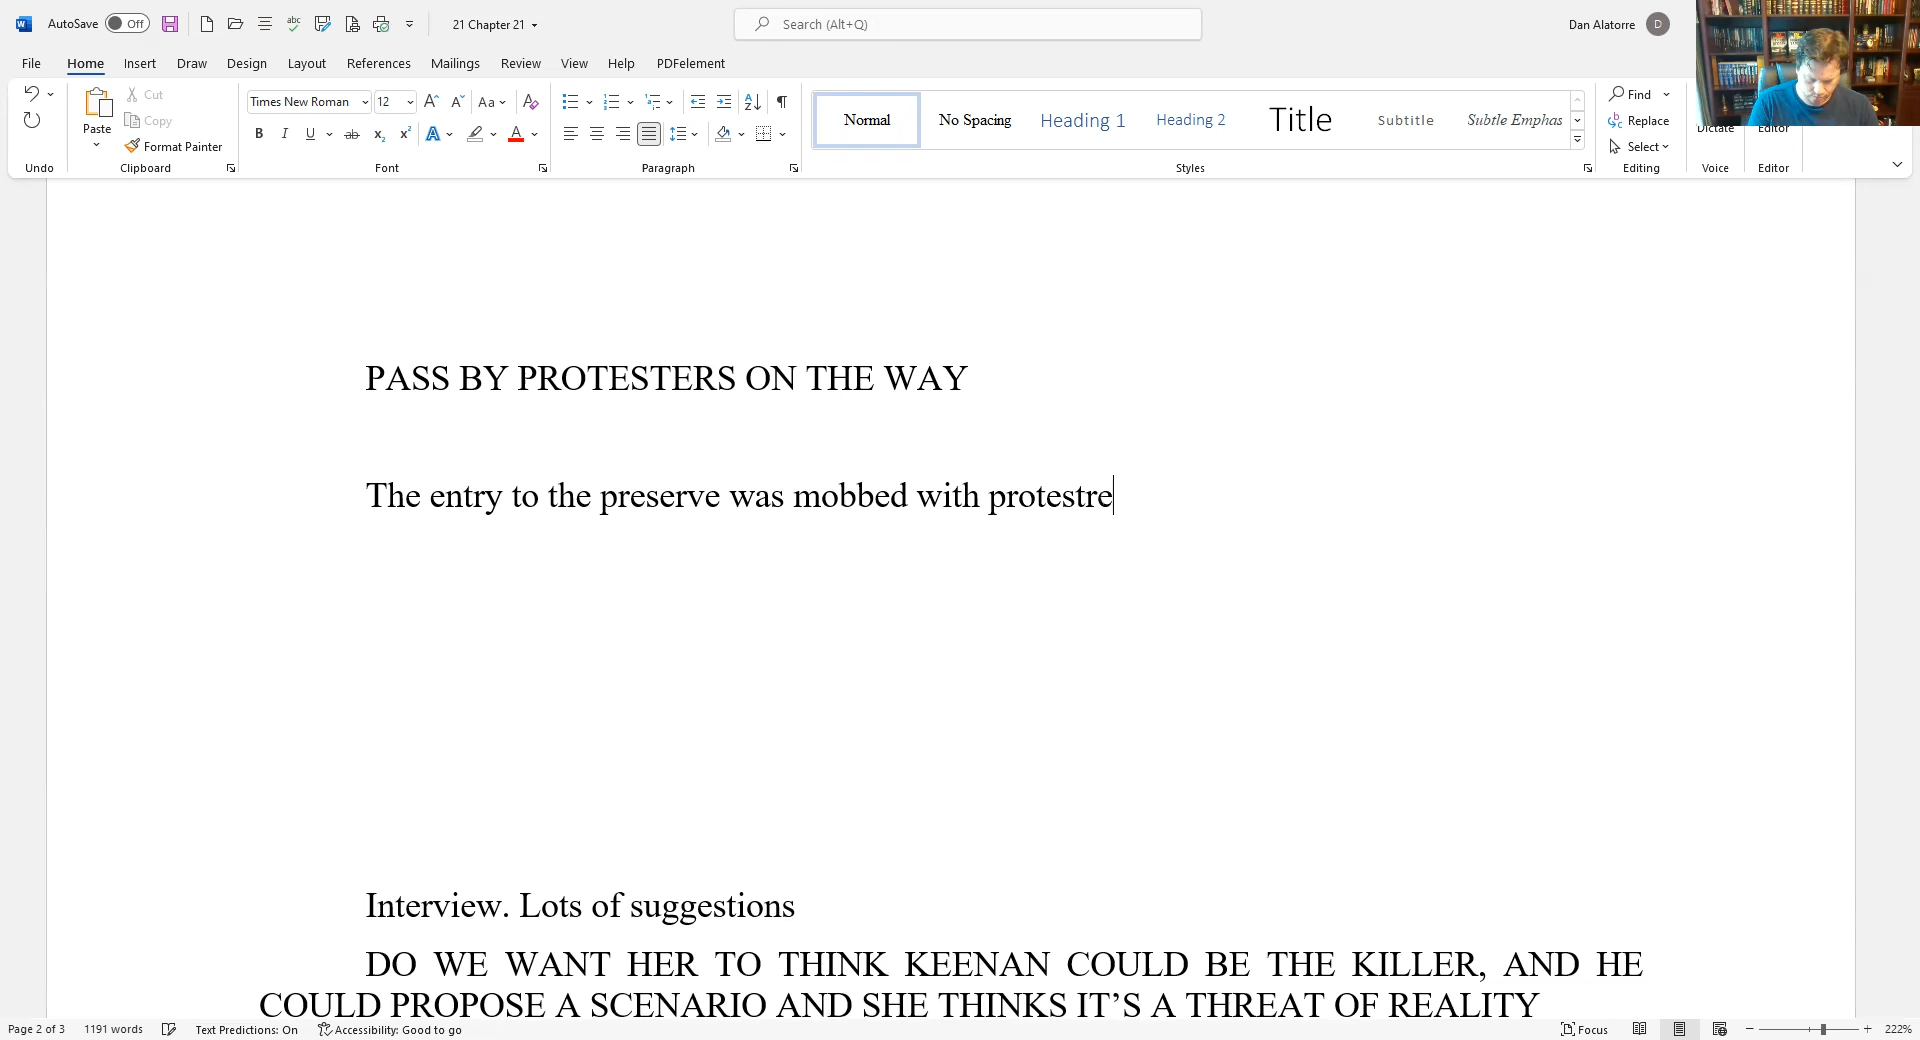 AutoSave Off 21 Chapter 21 Search (Alt+Q) Dan Alatorre D
File Home Insert Draw Design Layout References Mailings Review View Help PDFelement
Paste Cut Copy Format Painter
Times New Roman 12 Aa
Normal No Spacing Heading 1 Heading 2 Title Subtitle Subtle Emphas
Find Replace Select Dictate Editor
Undo Clipboard Font Paragraph Styles Editing Voice Editor
PASS BY PROTESTERS ON THE WAY
The entry to the preserve was mobbed with protestre
Interview. Lots of suggestions
DO WE WANT HER TO THINK KEENAN COULD BE THE KILLER, AND HE
COULD PROPOSE A SCENARIO AND SHE THINKS IT’S A THREAT OF REALITY
Page 2 of 3 1191 words Text Predictions: On Accessibility: Good to go Focus 222%